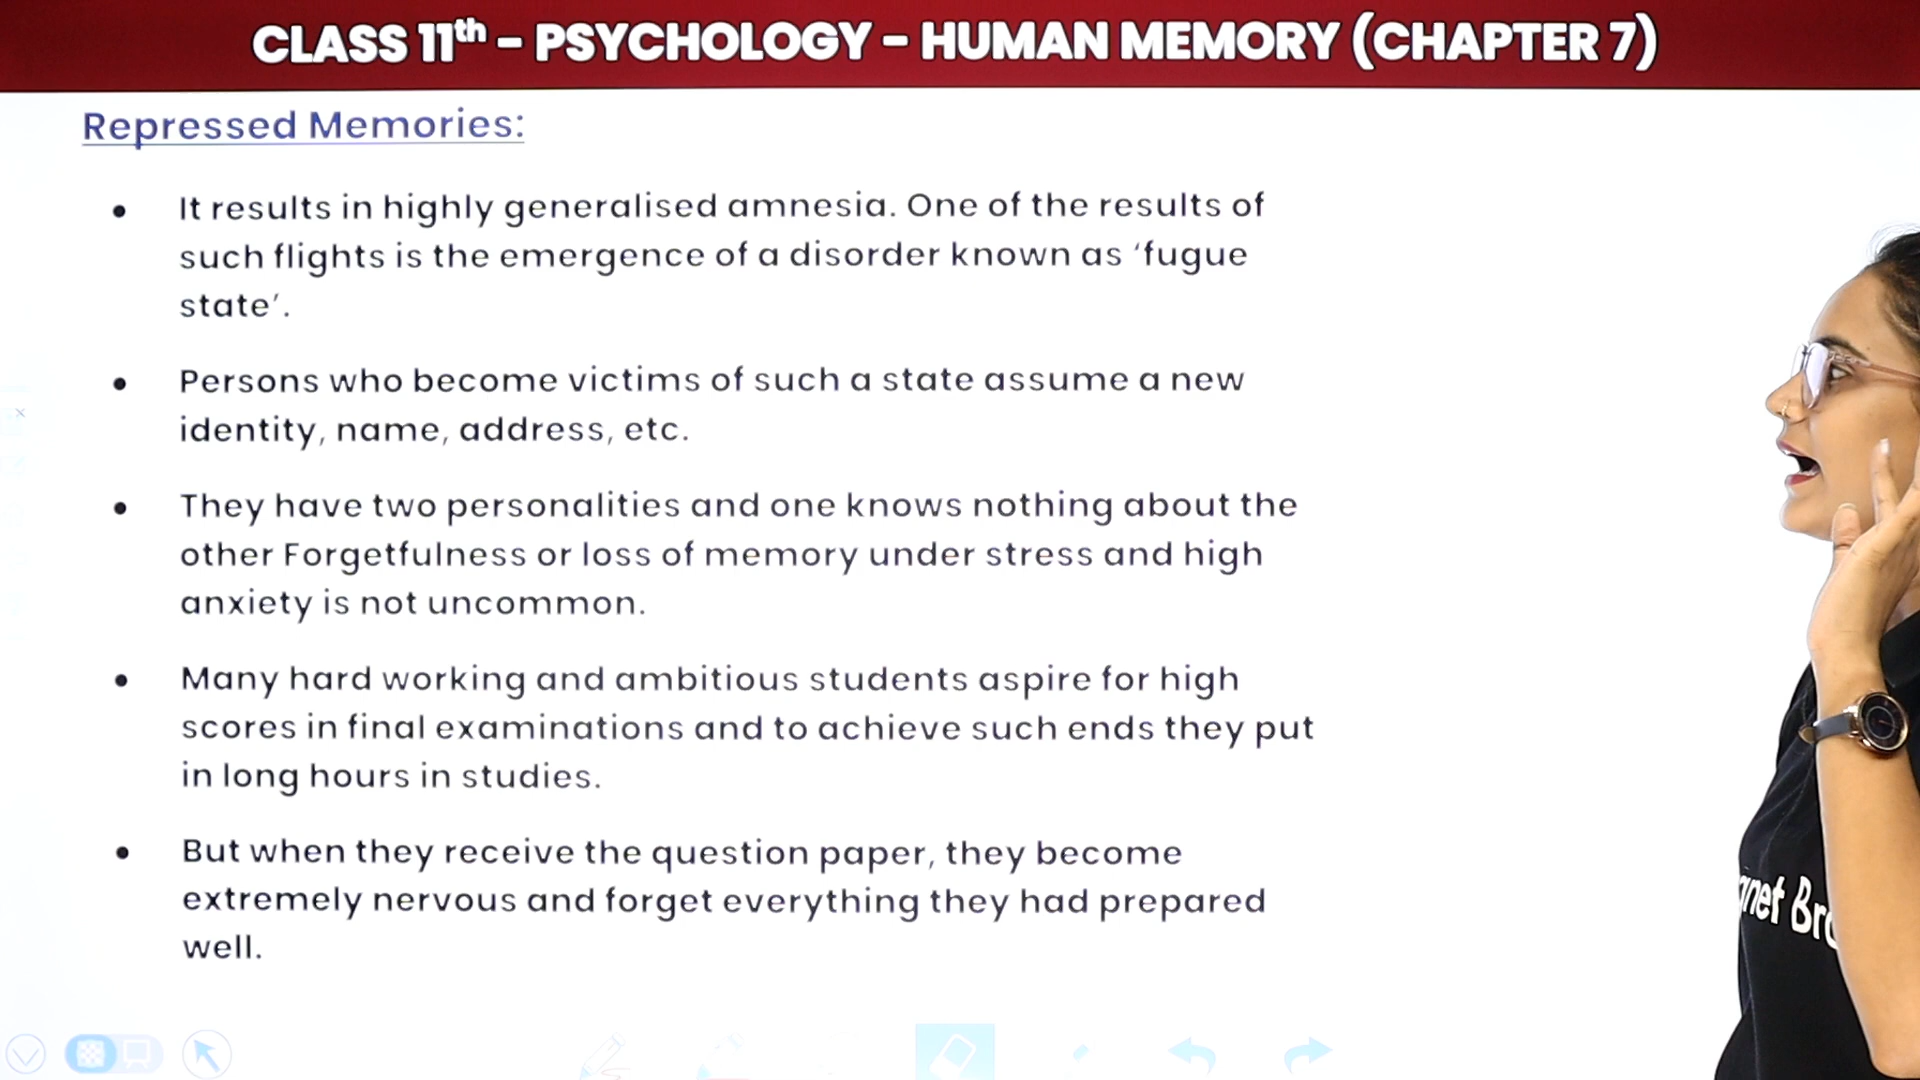 CLASS 11th - PSYCHOLOGY - HUMAN MEMORY (CHAPTER 7)
Repressed Memories:
• It results in highly generalised amnesia. One of the results of
such flights is the emergence of a disorder known as ‘fugue
state’.
• Persons who become victims of such a state assume a new
identity, name, address, etc.
• They have two personalities and one knows nothing about the
other Forgetfulness or loss of memory under stress and high
anxiety is not uncommon.
• Many hard working and ambitious students aspire for high
scores in final examinations and to achieve such ends they put
in long hours in studies.
• But when they receive the question paper, they become
extremely nervous and forget everything they had prepared
well.